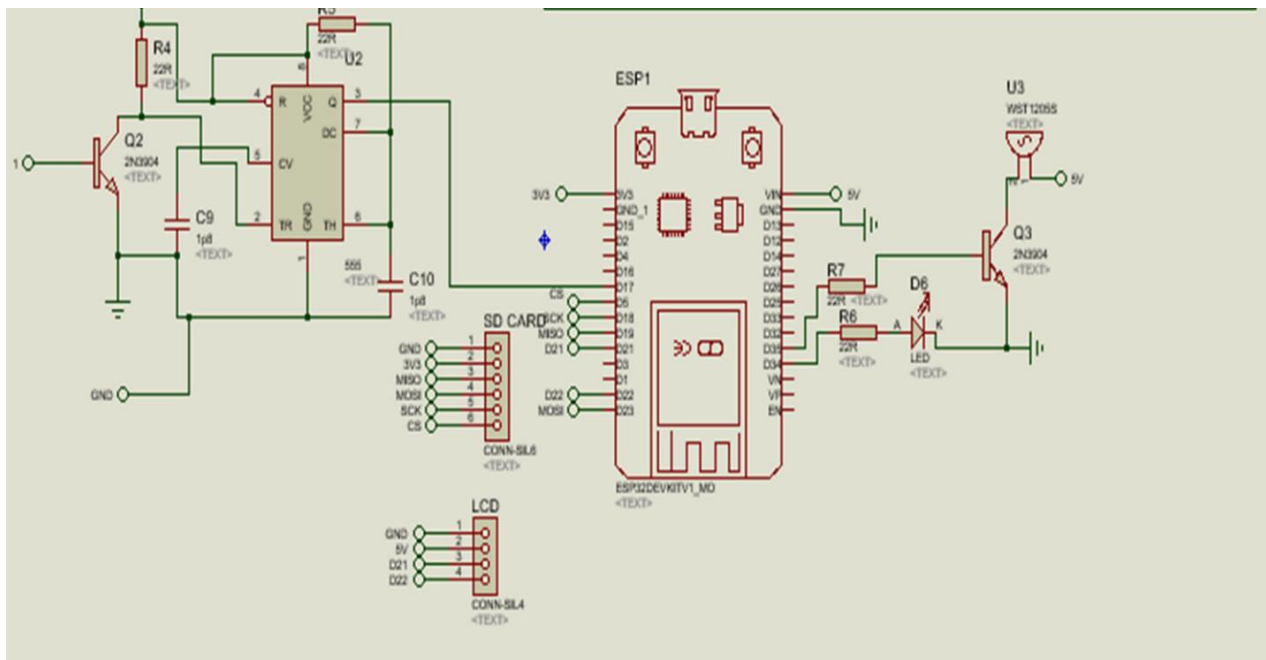 R4
22R
<TEXT>
22R
<TEXT>
U2
4
R
VCC
8
Q
3
DC
7
5
CV
2
TR
GND
1
TH
6
555
<TEXT>
Q2
2N3904
<TEXT>
1
C9
1p8
<TEXT>
C10
1p8
<TEXT>
GND
SD CARD
GND
3V3
MISO
MOSI
SCK
CS
1
2
3
4
5
6
CONN-SIL6
<TEXT>
LCD
GND
5V
D21
D22
1
2
3
4
CONN-SIL4
<TEXT>
ESP1
3V3
CS
SCK
MISO
D21
D22
MOSI
3V3
GND_1
D15
D2
D4
D16
D17
D5
D18
D19
D21
D3
D1
D22
D23
VIN
GND
D13
D12
D14
D27
D26
D25
D33
D32
D35
D34
VN
VP
EN
ESP32DEVKITV1_MO
<TEXT>
5V
R7
22R
<TEXT>
R6
22R
<TEXT>
D6
A
K
LED
<TEXT>
U3
WST1205S
<TEXT>
5V
Q3
2N3904
<TEXT>